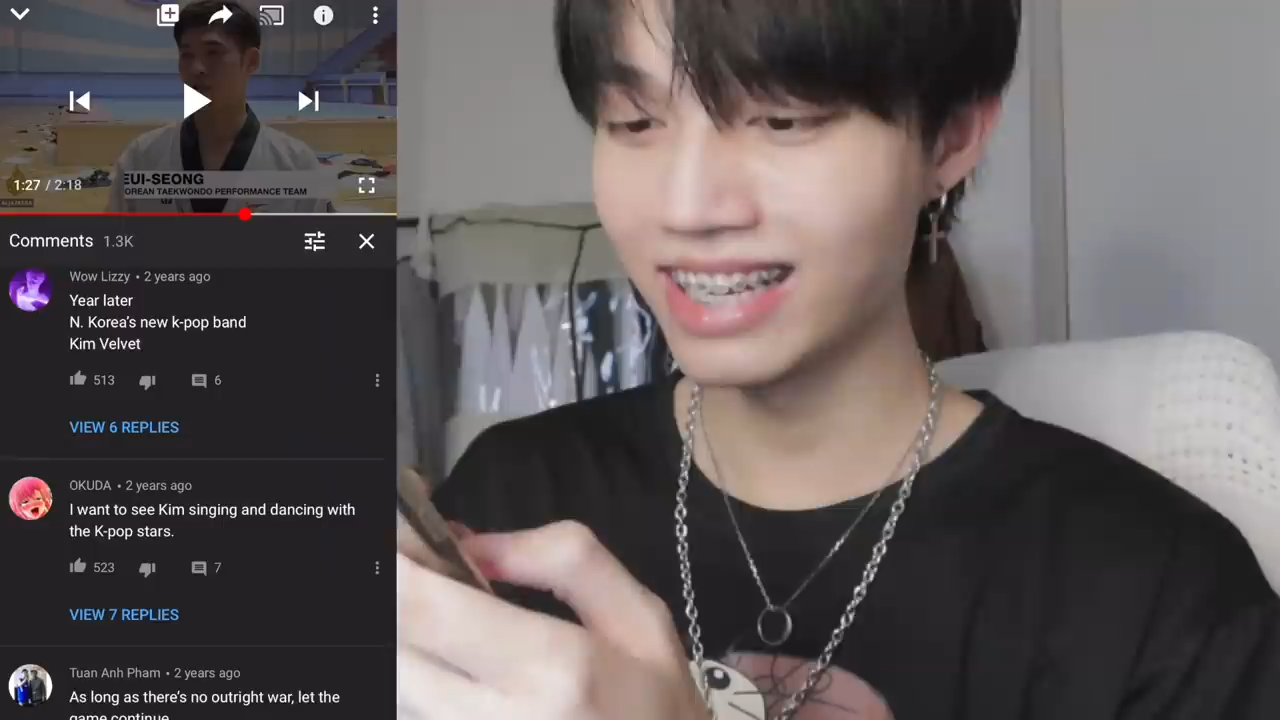 1:27 / 2:18
EUI-SEONG
OREAN TAEKWONDO PERFORMANCE TEAM
ALJAZEERA
Comments 1.3K
Wow Lizzy • 2 years ago
Year later
N. Korea's new k-pop band
Kim Velvet
513
6
VIEW 6 REPLIES
OKUDA • 2 years ago
I want to see Kim singing and dancing with
the K-pop stars.
523
7
VIEW 7 REPLIES
Tuan Anh Pham • 2 years ago
As long as there's no outright war, let the
game continue